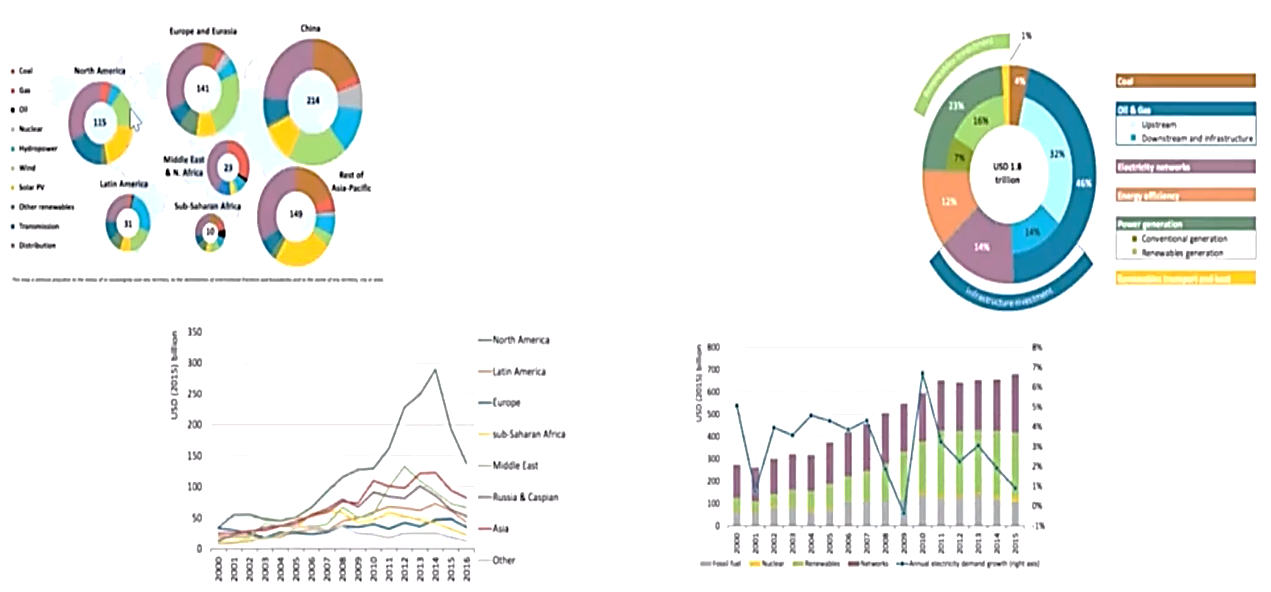 China
Europe and Eurasia
North America
Coal
Gas
Oil
Nuclear
Hydropower
Wind
Solar PV
Other renewables
Transmission
Distribution
115
141
214
Middle East
& N. Africa
23
Latin America
31
Sub-Saharan Africa
10
Rest of
Asia-Pacific
149
1%
4%
23%
16%
7%
32%
46%
12%
14%
14%
USD 1.8
trillion
Renewables investment
Infrastructure investment
Coal
Oil & Gas
Upstream
Downstream and infrastructure
Electricity networks
Energy efficiency
Power generation
Conventional generation
Renewables generation
Renewables transport and heat
USD (2015) billion
350
300
250
200
150
100
50
0
2000 2001 2002 2003 2004 2005 2006 2007 2008 2009 2010 2011 2012 2013 2014 2015 2016
North America
Latin America
Europe
sub-Saharan Africa
Middle East
Russia & Caspian
Asia
Other
USD (2015) billion
800
700
600
500
400
300
200
100
0
8%
7%
6%
5%
4%
3%
2%
1%
0%
-1%
2000 2001 2002 2003 2004 2005 2006 2007 2008 2009 2010 2011 2012 2013 2014 2015
Fossil fuel Nuclear Renewables Networks Annual electricity demand growth (right axis)